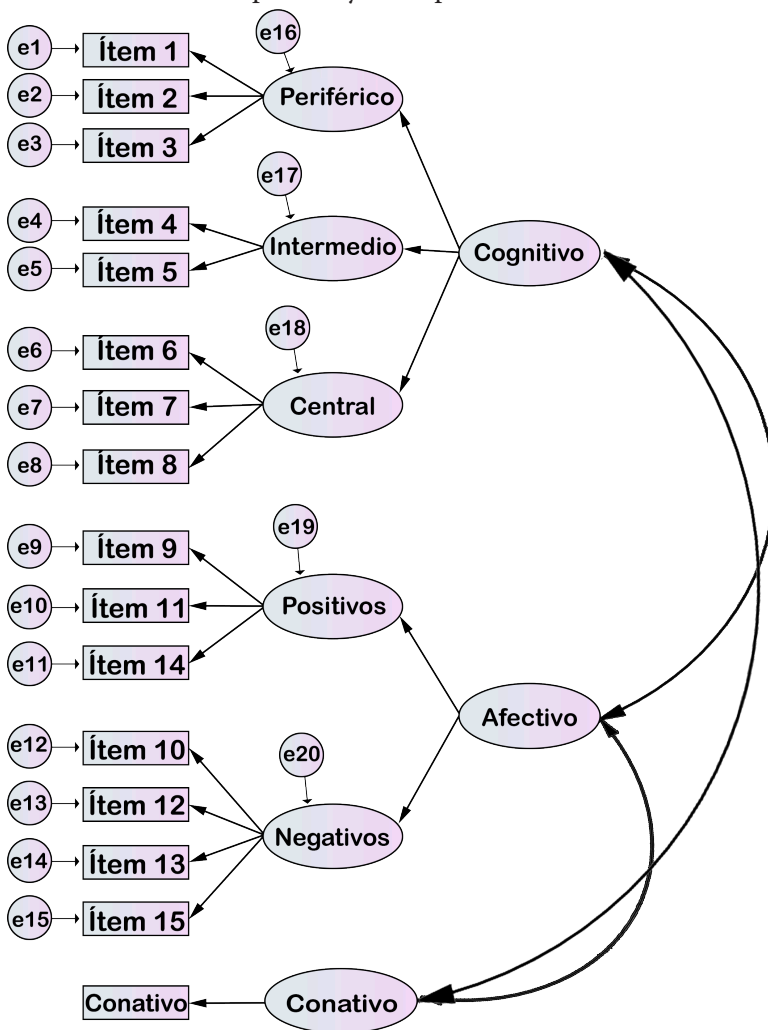 e16
e1 Ítem 1
e2 Ítem 2 Periférico
e3 Ítem 3
e17
e4 Ítem 4
Intermedio Cognitivo
e5 Ítem 5
e18
e6 Ítem 6
e7 Ítem 7 Central
e8 Ítem 8
e19
e9 Ítem 9
e10 Ítem 11 Positivos
e11 Ítem 14
Afectivo
e12 Ítem 10
e20
e13 Ítem 12
Negativos
e14 Ítem 13
e15 Ítem 15
Conativo Conativo